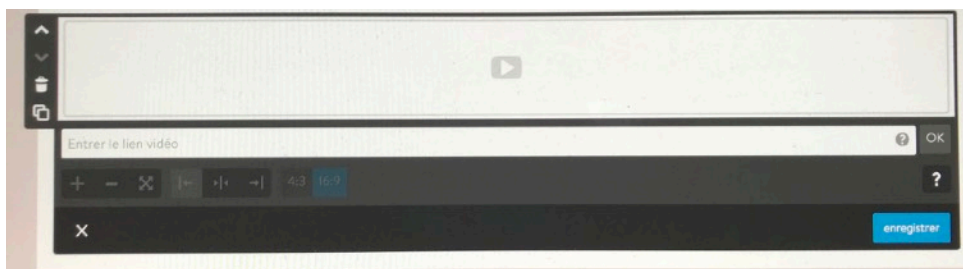 Entrer le lien vidéo
?
OK
4:3
16:9
?
X
enregistrer